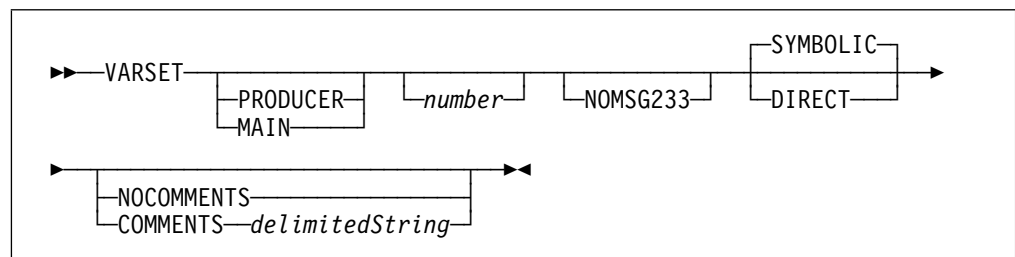 SYMBOLIC
VARSET
PRODUCER number NOMSG233 DIRECT
MAIN
NOCOMMENTS
COMMENTS delimitedString